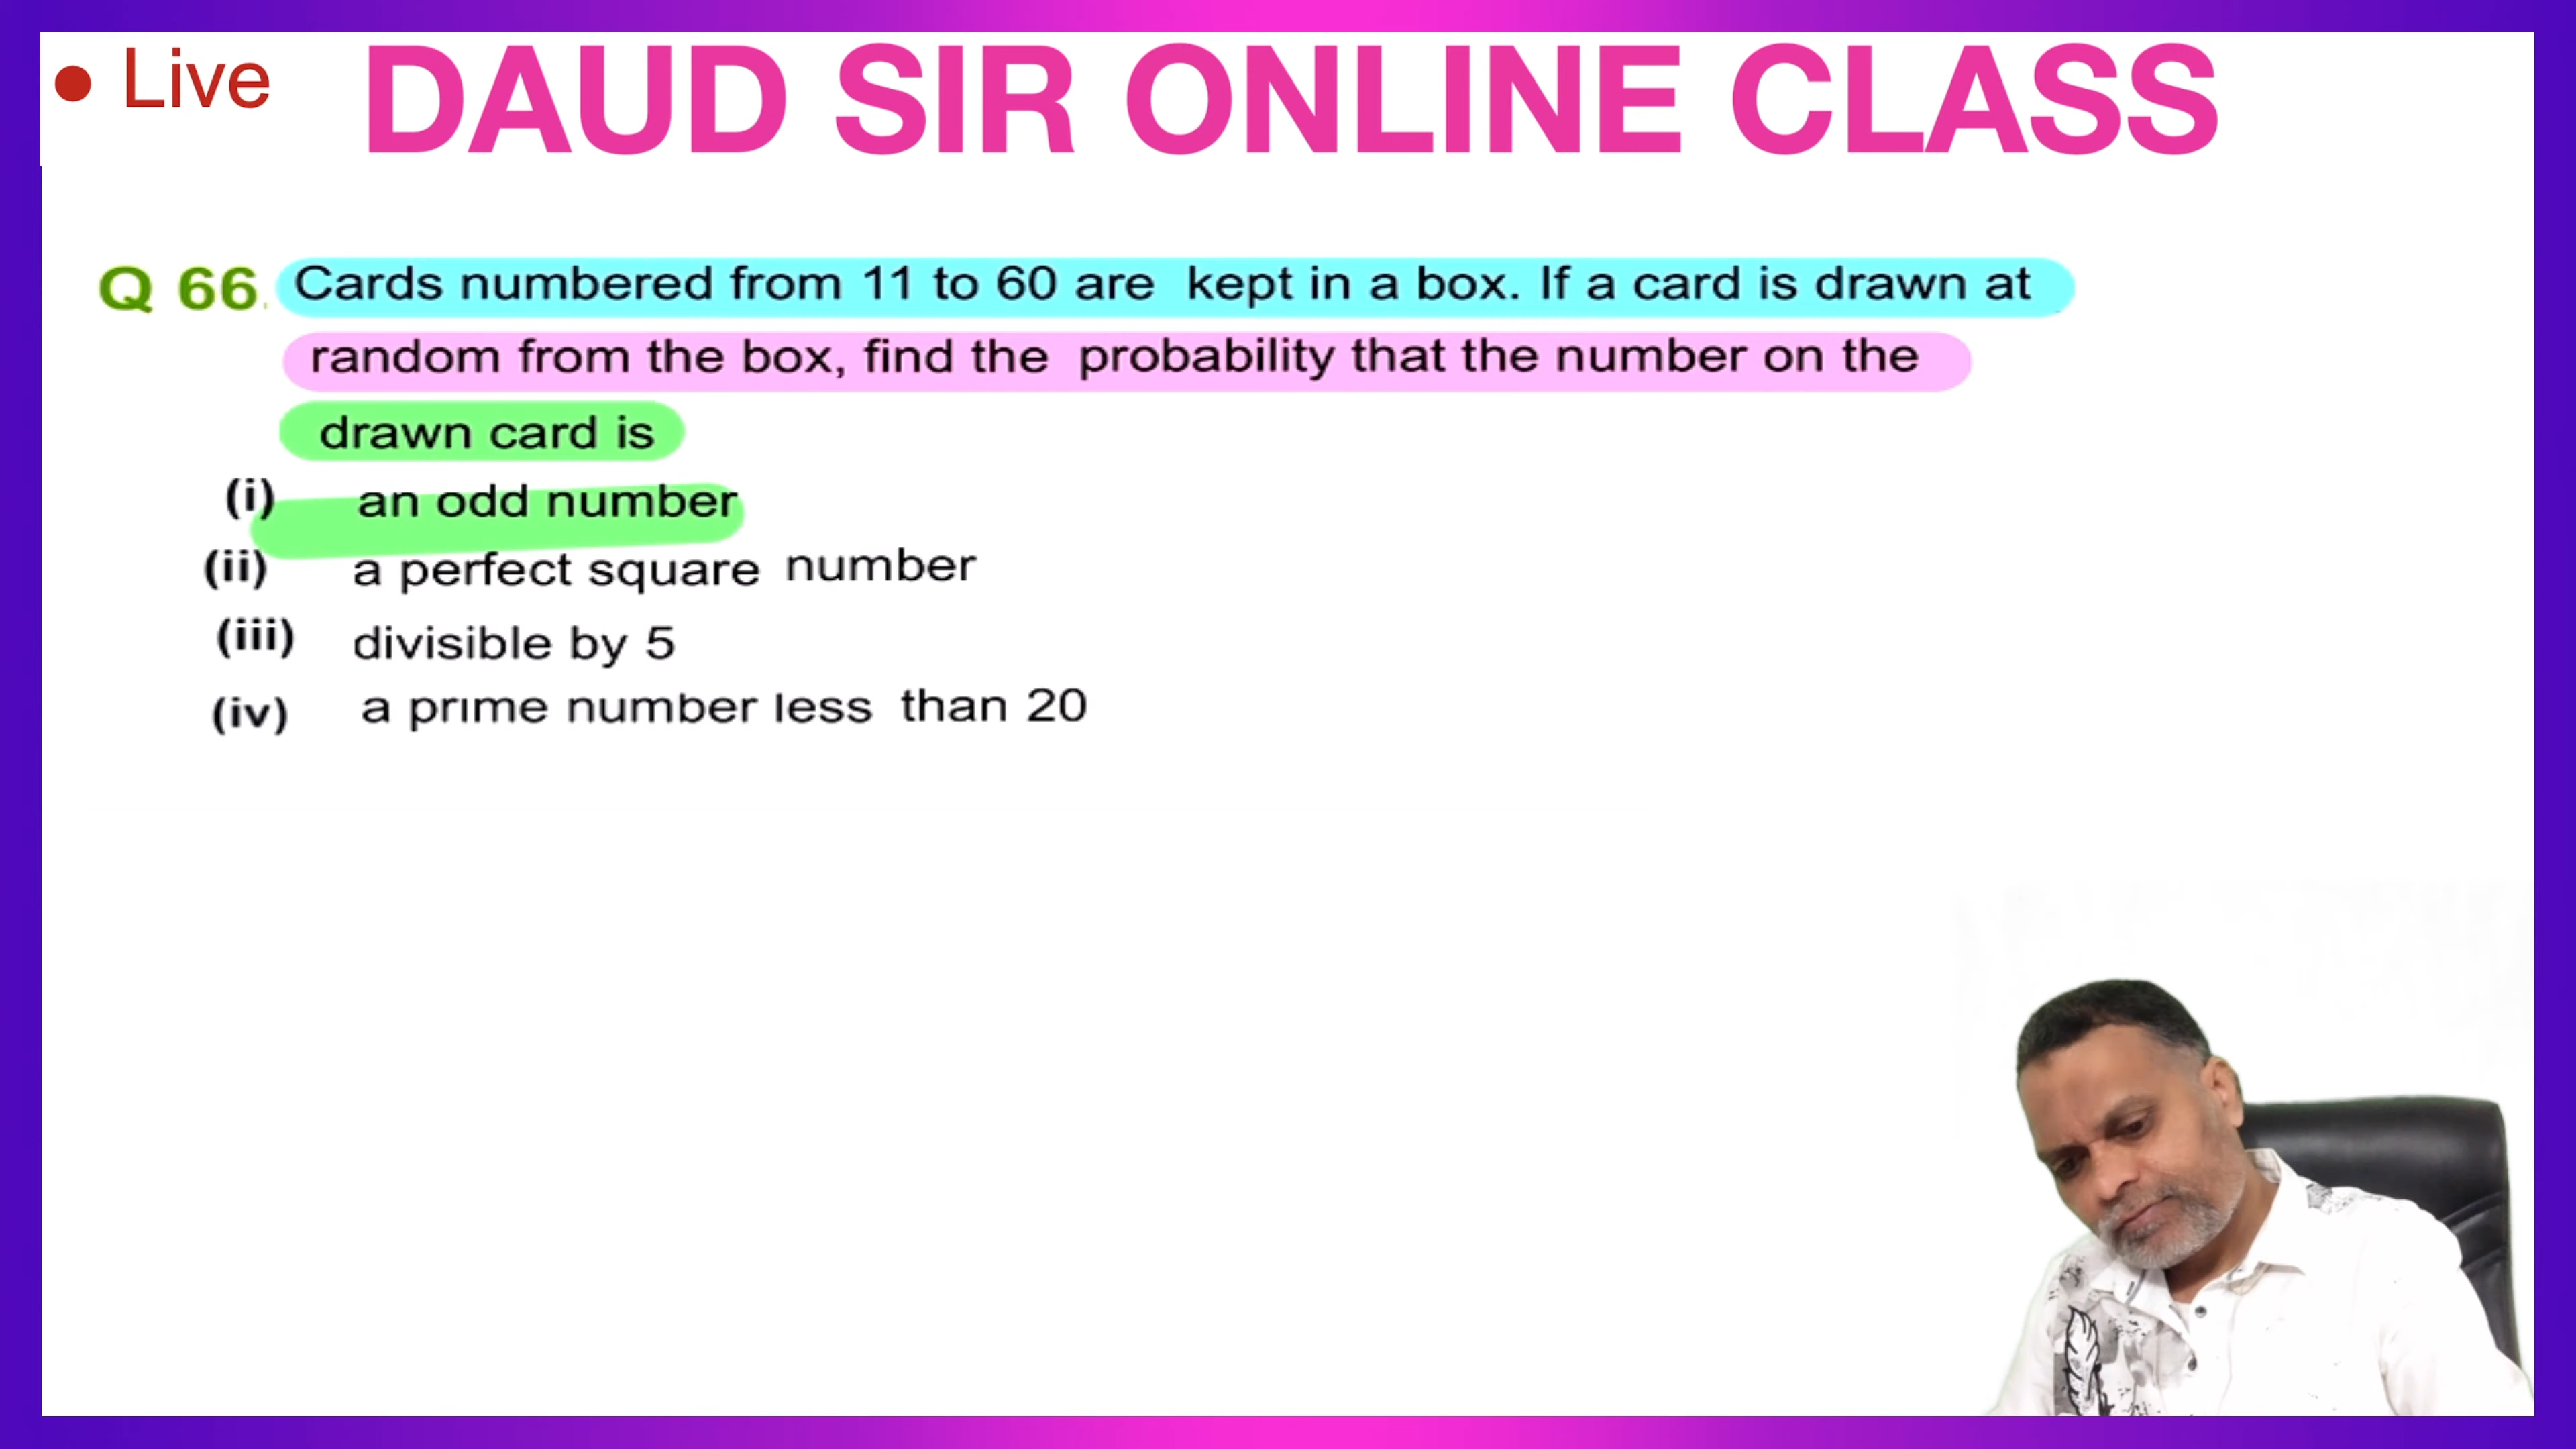 • Live DAUD SIR ONLINE CLASS
Q 66. Cards numbered from 11 to 60 are kept in a box. If a card is drawn at
random from the box, find the probability that the number on the
drawn card is
(i) an odd number
(ii) a perfect square number
(iii) divisible by 5
(iv) a prime number less than 20